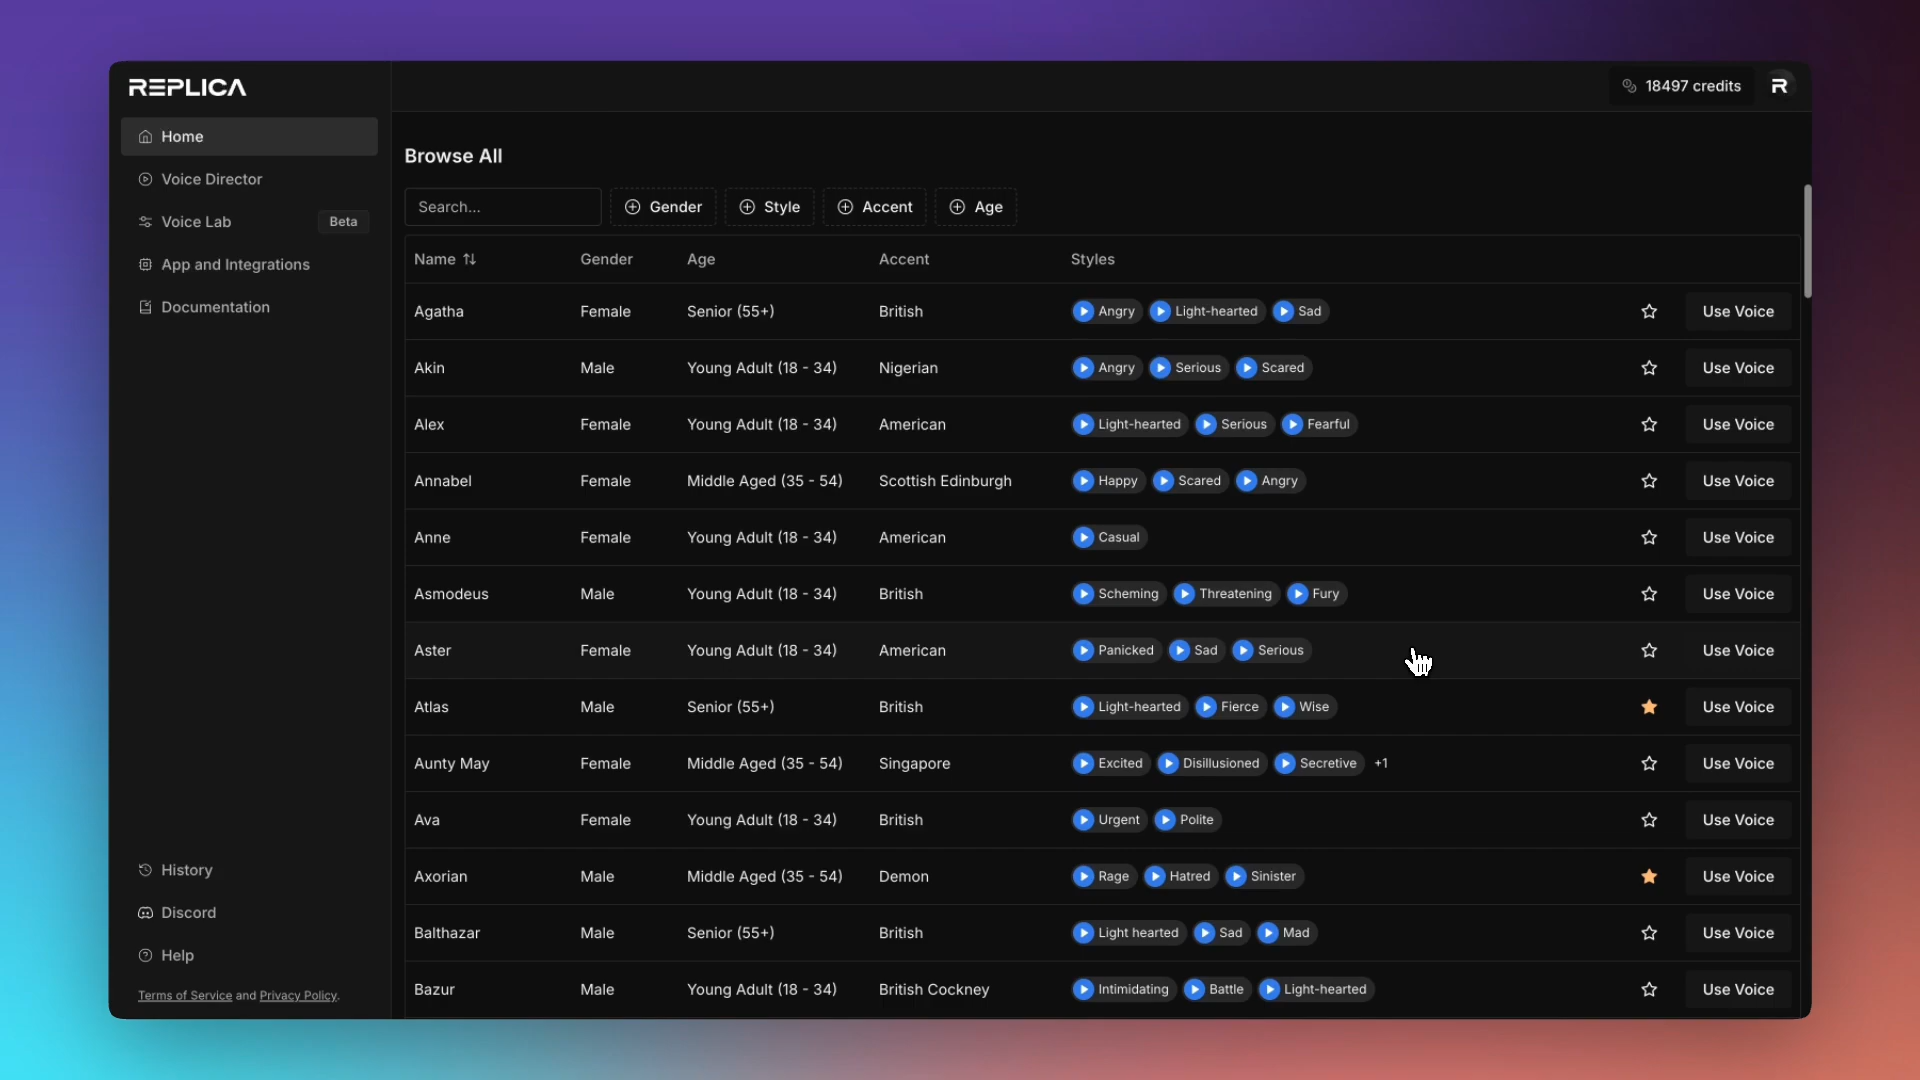 REPLICA
18497 credits
R
Home
Voice Director
Voice Lab Beta
App and Integrations
Documentation
Browse All
Search... Gender Style Accent Age
Name Gender Age Accent Styles
Agatha Female Senior (55+) British Angry Light-hearted Sad Use Voice
Akin Male Young Adult (18 - 34) Nigerian Angry Serious Scared Use Voice
Alex Female Young Adult (18 - 34) American Light-hearted Serious Fearful Use Voice
Annabel Female Middle Aged (35 - 54) Scottish Edinburgh Happy Scared Angry Use Voice
Anne Female Young Adult (18 - 34) American Casual Use Voice
Asmodeus Male Young Adult (18 - 34) British Scheming Threatening Fury Use Voice
Aster Female Young Adult (18 - 34) American Panicked Sad Serious Use Voice
Atlas Male Senior (55+) British Light-hearted Fierce Wise Use Voice
Aunty May Female Middle Aged (35 - 54) Singapore Excited Disillusioned Secretive +1 Use Voice
Ava Female Young Adult (18 - 34) British Urgent Polite Use Voice
Axorian Male Middle Aged (35 - 54) Demon Rage Hatred Sinister Use Voice
Balthazar Male Senior (55+) British Light hearted Sad Mad Use Voice
Bazur Male Young Adult (18 - 34) British Cockney Intimidating Battle Light-hearted Use Voice
History
Discord
Help
Terms of Service and Privacy Policy.